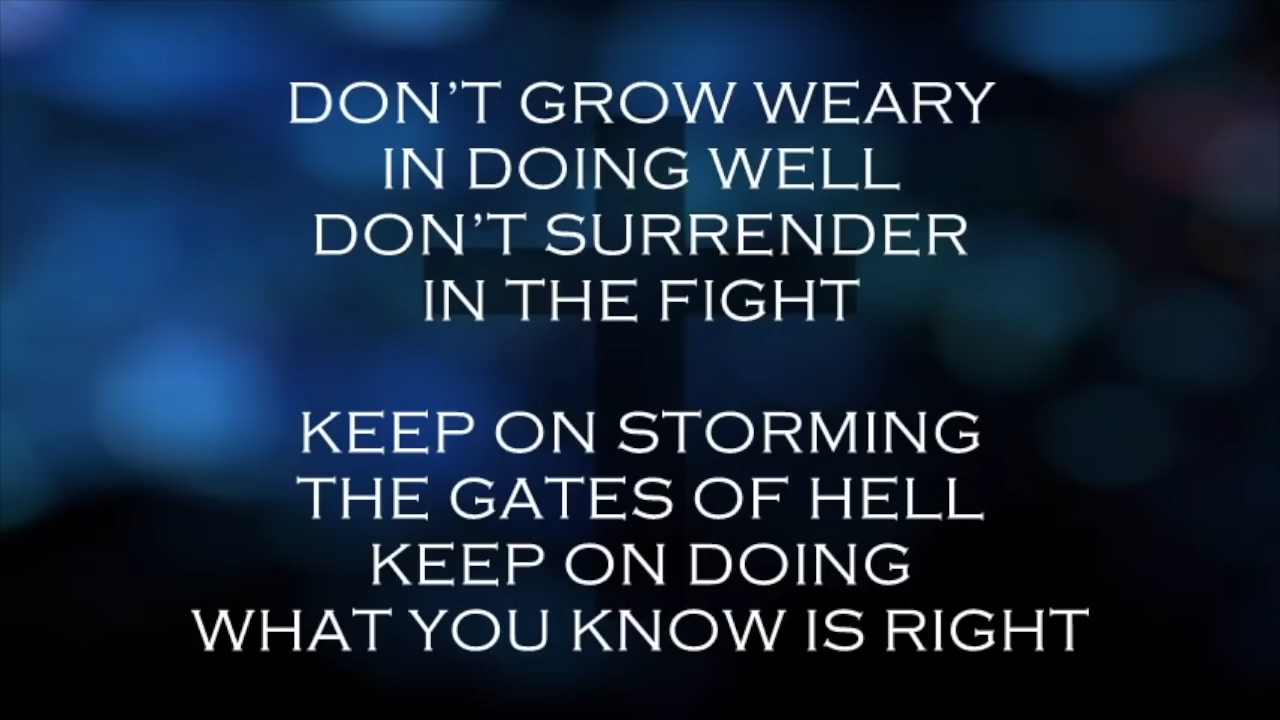 DON'T GROW WEARY
IN DOING WELL
DON'T SURRENDER
IN THE FIGHT
KEEP ON STORMING
THE GATES OF HELL
KEEP ON DOING
WHAT YOU KNOW IS RIGHT